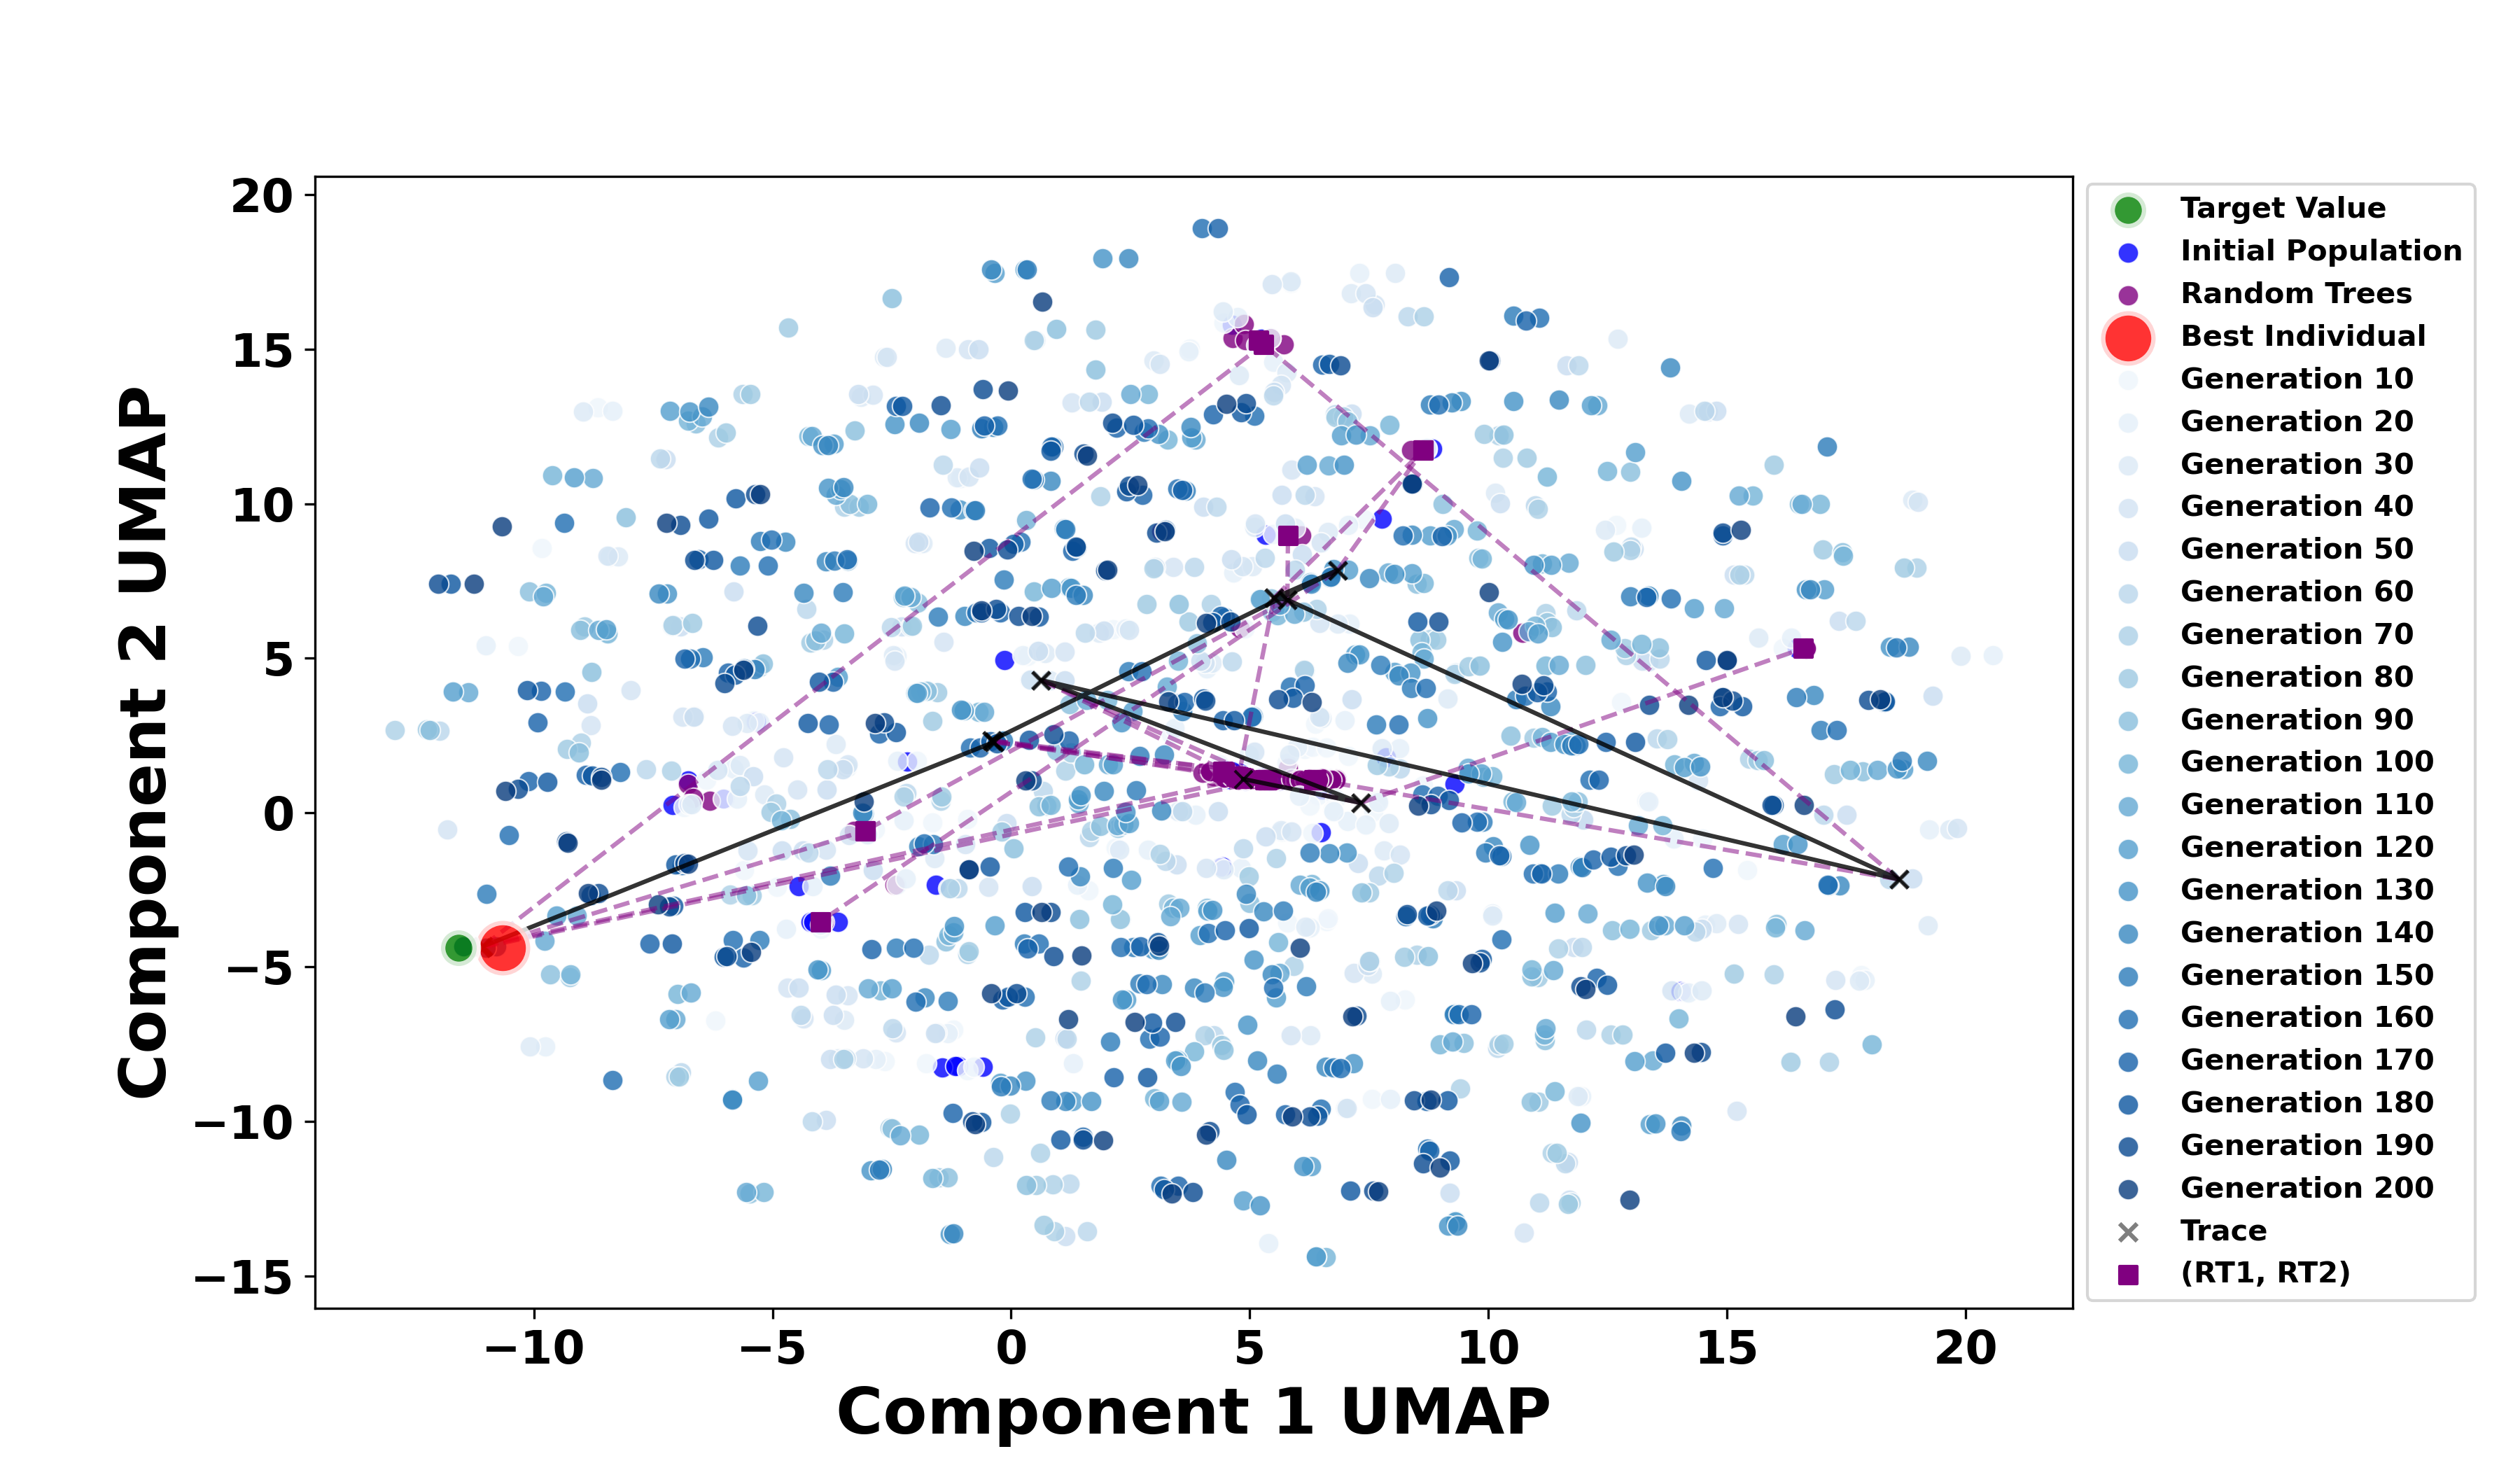 20
15
10
5
0
−5
−10
−15
Component 2 UMAP
−10 −5 0 5 10 15 20
Component 1 UMAP
Target Value
Initial Population
Random Trees
Best Individual
Generation 10
Generation 20
Generation 30
Generation 40
Generation 50
Generation 60
Generation 70
Generation 80
Generation 90
Generation 100
Generation 110
Generation 120
Generation 130
Generation 140
Generation 150
Generation 160
Generation 170
Generation 180
Generation 190
Generation 200
Trace
(RT1, RT2)